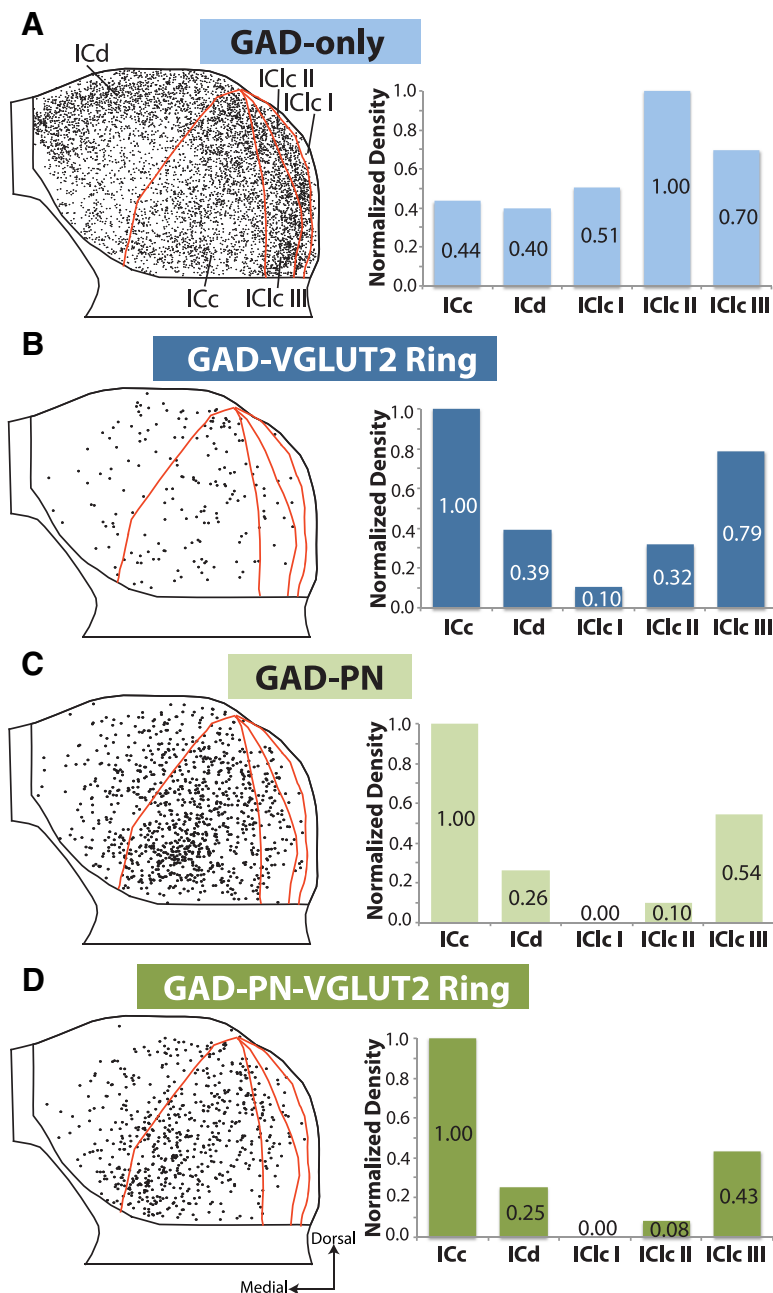 A
GAD-only
ICd
IClc II
IClc I
ICc
IClc III
Normalized Density
1.0
0.8
0.6
0.4
0.2
0.0
0.44
0.40
0.51
1.00
0.70
ICc
ICd
IClc I
IClc II
IClc III
B
GAD-VGLUT2 Ring
Normalized Density
1.0
0.8
0.6
0.4
0.2
0.0
1.00
0.39
0.10
0.32
0.79
ICc
ICd
IClc I
IClc II
IClc III
C
GAD-PN
Normalized Density
1.0
0.8
0.6
0.4
0.2
0.0
1.00
0.26
0.00
0.10
0.54
ICc
ICd
IClc I
IClc II
IClc III
D
GAD-PN-VGLUT2 Ring
Dorsal
Medial
Normalized Density
1.0
0.8
0.6
0.4
0.2
0.0
1.00
0.25
0.00
0.08
0.43
ICc
ICd
IClc I
IClc II
IClc III